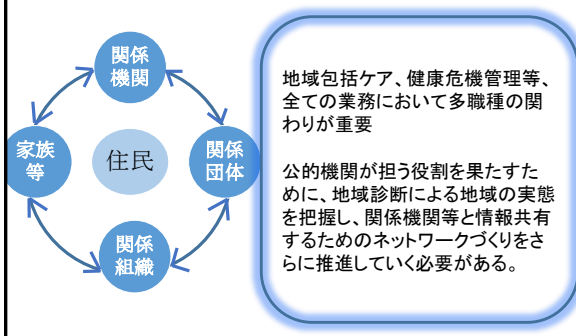 関係
機関
家族
等
住民
関係
団体
関係
組織
地域包括ケア、健康危機管理等、
全ての業務において多職種の関
わりが重要
公的機関が担う役割を果たすた
めに、地域診断による地域の実態
を把握し、関係機関等と情報共有
するためのネットワークづくりをさ
らに推進していく必要がある。